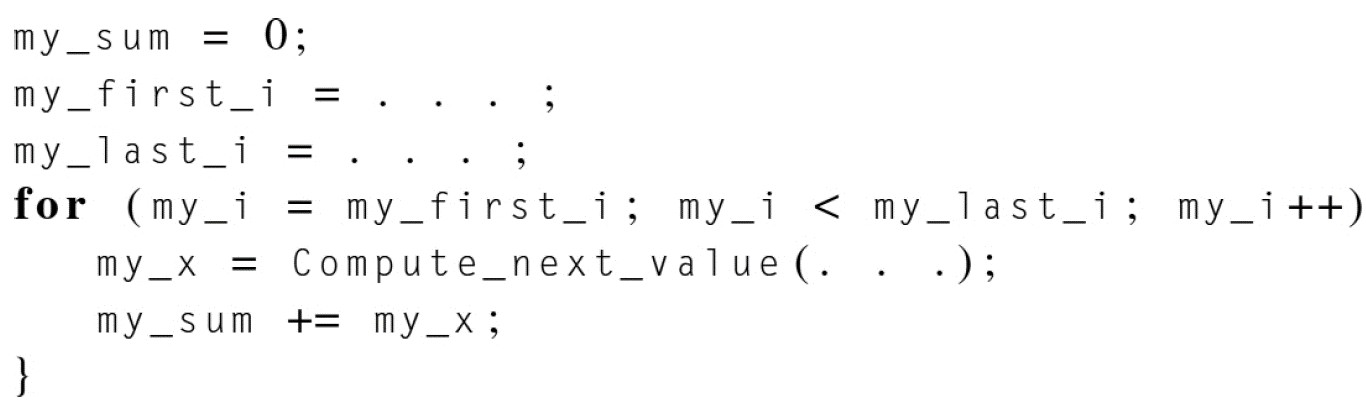 my_sum = 0;
my_first_i = . . . ;
my_last_i = . . . ;
for (my_i = my_first_i; my_i < my_last_i; my_i++)
my_x = Compute_next_value(. . .);
my_sum += my_x;
}